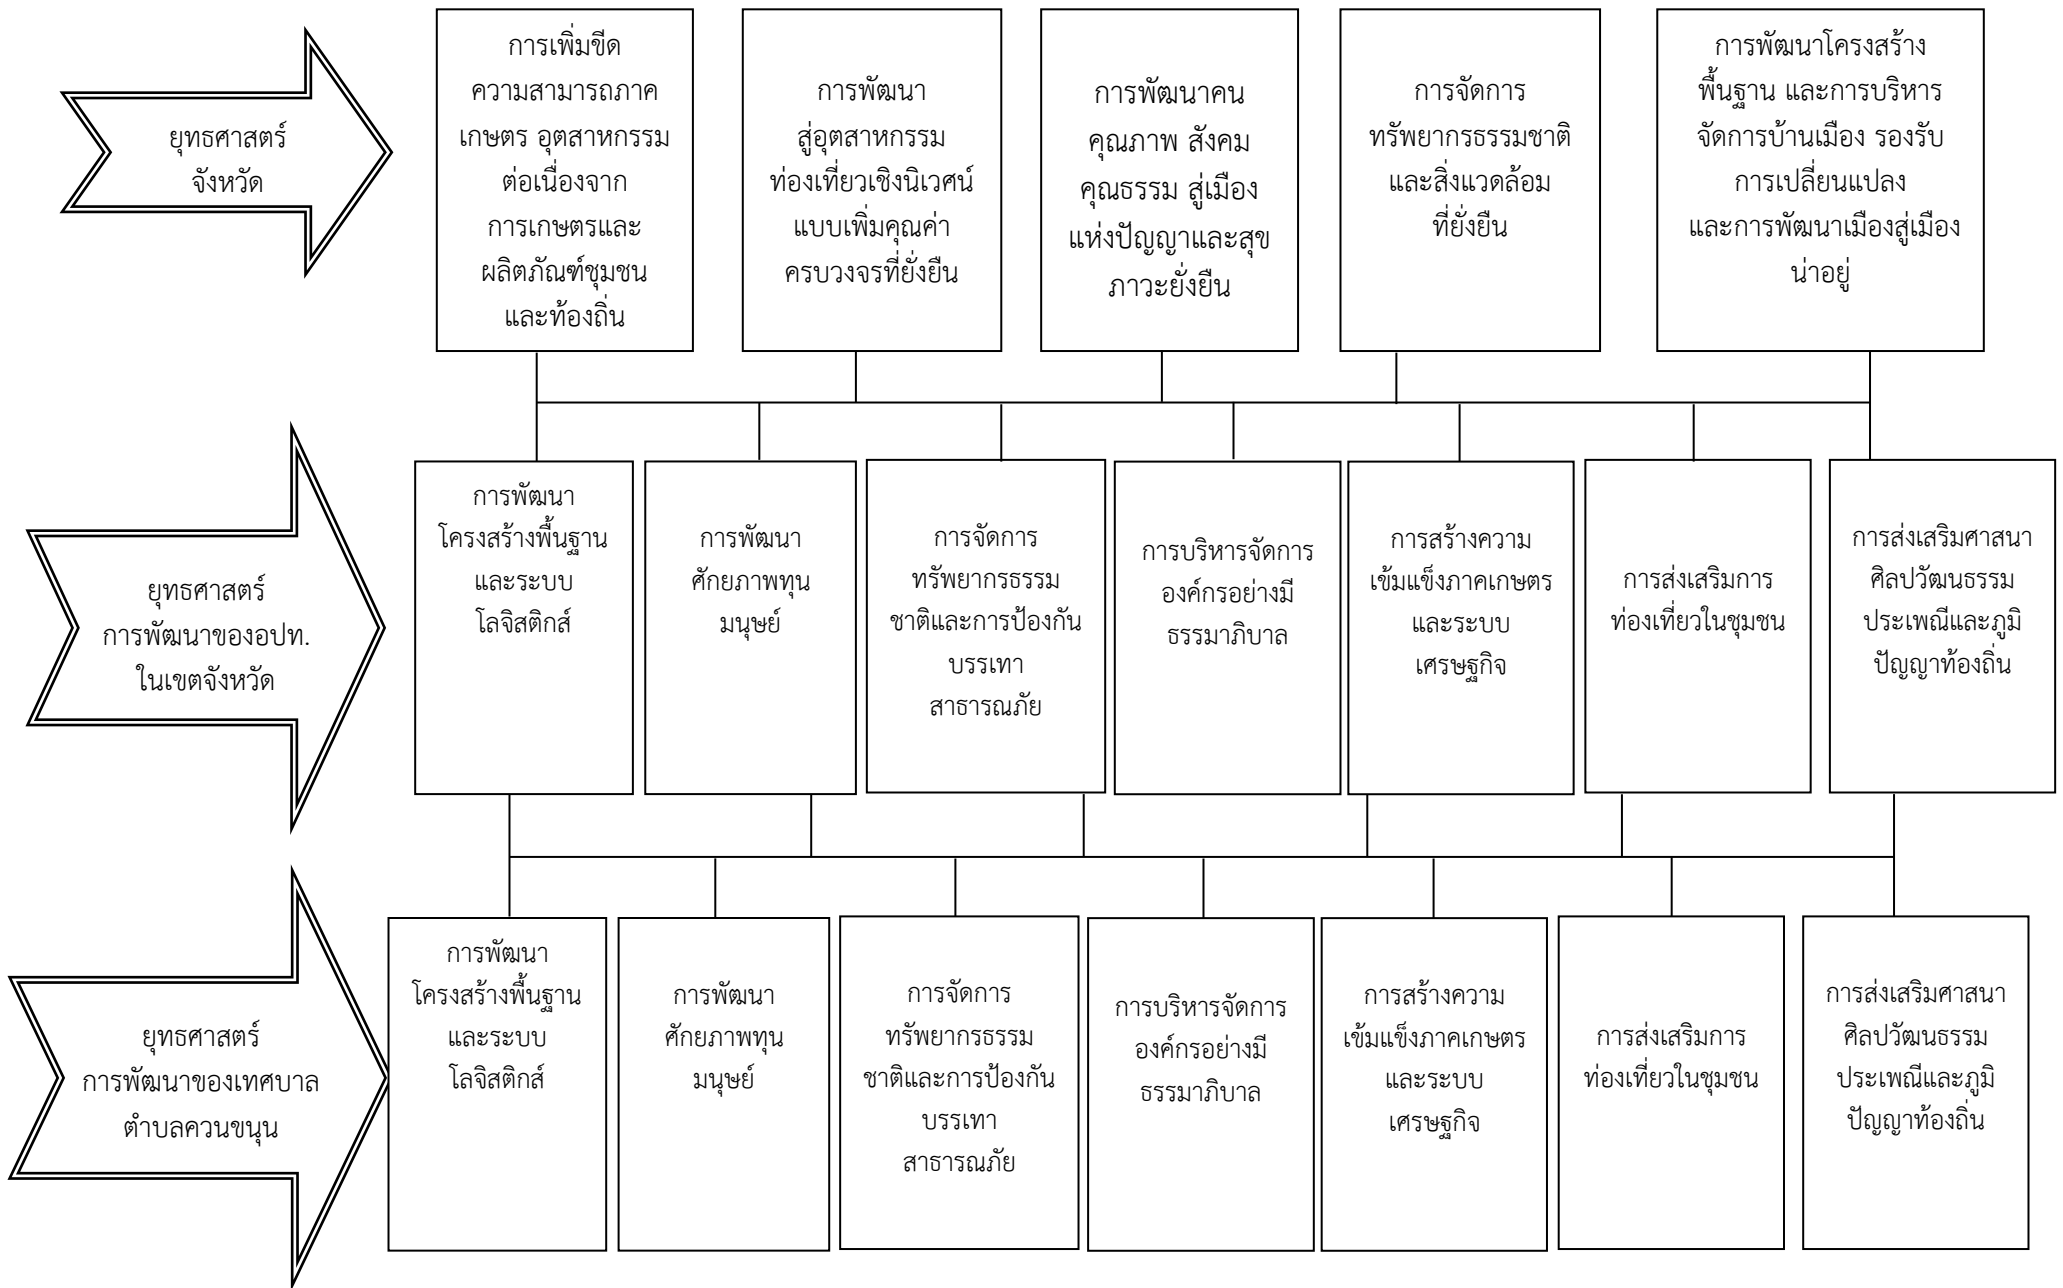 ยุทธศาสตร์
จังหวัด
การเพิ่มขีด
ความสามารถภาค
เกษตร อุตสาหกรรม
ต่อเนื่องจาก
การเกษตรและ
ผลิตภัณฑ์ชุมชน
และท้องถิ่น
การพัฒนา
สู่อุตสาหกรรม
ท่องเที่ยวเชิงนิเวศน์
แบบเพิ่มคุณค่า
ครบวงจรที่ยั่งยืน
การพัฒนาคน
คุณภาพ สังคม
คุณธรรม สู่เมือง
แห่งปัญญาและสุข
ภาวะยั่งยืน
การจัดการ
ทรัพยากรธรรมชาติ
และสิ่งแวดล้อม
ที่ยั่งยืน
การพัฒนาโครงสร้าง
พื้นฐาน และการบริหาร
จัดการบ้านเมือง รองรับ
การเปลี่ยนแปลง
และการพัฒนาเมืองสู่เมือง
น่าอยู่
ยุทธศาสตร์
การพัฒนาของอปท.
ในเขตจังหวัด
การพัฒนา
โครงสร้างพื้นฐาน
และระบบ
โลจิสติกส์
การพัฒนา
ศักยภาพทุน
มนุษย์
การจัดการ
ทรัพยากรธรรม
ชาติและการป้องกัน
บรรเทา
สาธารณภัย
การบริหารจัดการ
องค์กรอย่างมี
ธรรมาภิบาล
การสร้างความ
เข้มแข็งภาคเกษตร
และระบบ
เศรษฐกิจ
การส่งเสริมการ
ท่องเที่ยวในชุมชน
การส่งเสริมศาสนา
ศิลปวัฒนธรรม
ประเพณีและภูมิ
ปัญญาท้องถิ่น
ยุทธศาสตร์
การพัฒนาของเทศบาล
ตำบลควนขนุน
การพัฒนา
โครงสร้างพื้นฐาน
และระบบ
โลจิสติกส์
การพัฒนา
ศักยภาพทุน
มนุษย์
การจัดการ
ทรัพยากรธรรม
ชาติและการป้องกัน
บรรเทา
สาธารณภัย
การบริหารจัดการ
องค์กรอย่างมี
ธรรมาภิบาล
การสร้างความ
เข้มแข็งภาคเกษตร
และระบบ
เศรษฐกิจ
การส่งเสริมการ
ท่องเที่ยวในชุมชน
การส่งเสริมศาสนา
ศิลปวัฒนธรรม
ประเพณีและภูมิ
ปัญญาท้องถิ่น